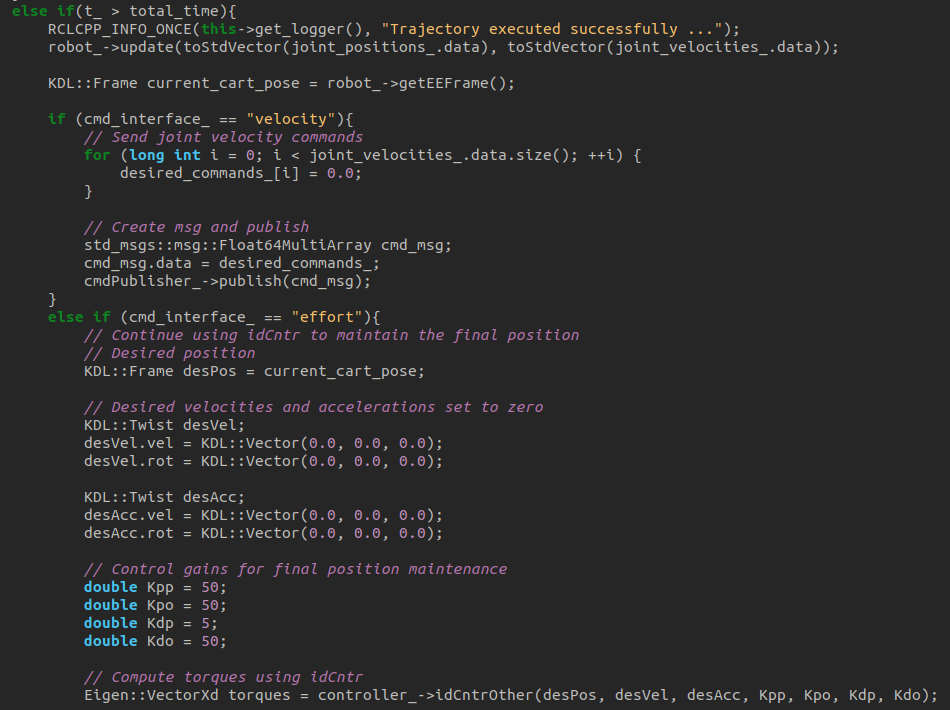 else if(t_ > total_time){
RCLCPP_INFO_ONCE(this->get_logger(), "Trajectory executed successfully ...");
robot_->update(toStdVector(joint_positions_.data), toStdVector(joint_velocities_.data));
KDL::Frame current_cart_pose = robot_->getEEFrame();
if (cmd_interface_ == "velocity"){
// Send joint velocity commands
for (long int i = 0; i < joint_velocities_.data.size(); ++i) {
desired_commands_[i] = 0.0;
}
// Create msg and publish
std_msgs::msg::Float64MultiArray cmd_msg;
cmd_msg.data = desired_commands_;
cmdPublisher_->publish(cmd_msg);
}
else if (cmd_interface_ == "effort"){
// Continue using idCntr to maintain the final position
// Desired position
KDL::Frame desPos = current_cart_pose;
// Desired velocities and accelerations set to zero
KDL::Twist desVel;
desVel.vel = KDL::Vector(0.0, 0.0, 0.0);
desVel.rot = KDL::Vector(0.0, 0.0, 0.0);
KDL::Twist desAcc;
desAcc.vel = KDL::Vector(0.0, 0.0, 0.0);
desAcc.rot = KDL::Vector(0.0, 0.0, 0.0);
// Control gains for final position maintenance
double Kpp = 50;
double Kpo = 50;
double Kdp = 5;
double Kdo = 50;
// Compute torques using idCntr
Eigen::VectorXd torques = controller_->idCntrOther(desPos, desVel, desAcc, Kpp, Kpo, Kdp, Kdo);